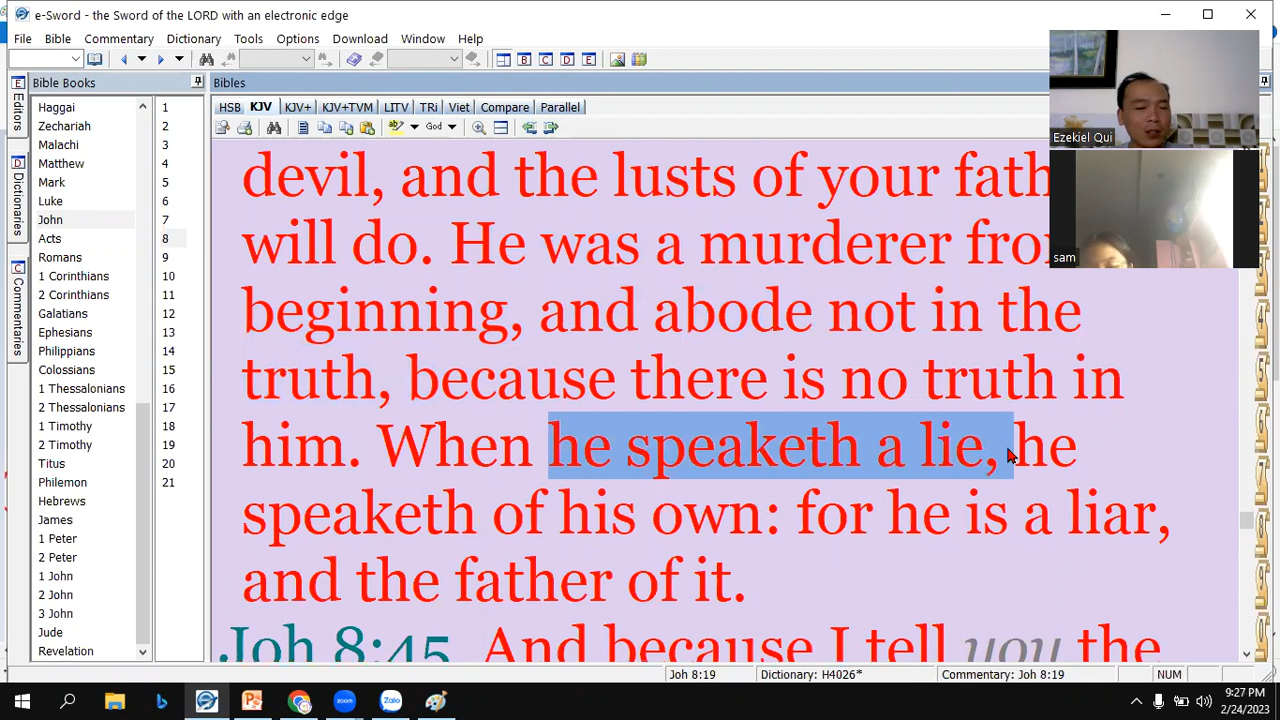 e-Sword - the Sword of the LORD with an electronic edge
File Bible Commentary Dictionary Tools Options Download Window Help
Bible Books
Bibles
HSB KJV KJV+ KJV+TVM LITV TRi Viet Compare Parallel
God
Editors
Dictionaries
Commentaries
Haggai
Zechariah
Malachi
Matthew
Mark
Luke
John
Acts
Romans
1 Corinthians
2 Corinthians
Galatians
Ephesians
Philippians
Colossians
1 Thessalonians
2 Thessalonians
1 Timothy
2 Timothy
Titus
Philemon
Hebrews
James
1 Peter
2 Peter
1 John
2 John
3 John
Jude
Revelation
1
2
3
4
5
6
7
8
9
10
11
12
13
14
15
16
17
18
19
20
21
devil, and the lusts of your fath
will do. He was a murderer fro
beginning, and abode not in the
truth, because there is no truth in
him. When he speaketh a lie, he
speaketh of his own: for he is a liar,
and the father of it.
Joh 8:45 And because I tell you the
Ezekiel Qui
sam
Joh 8:19
Dictionary: H4026*
Commentary: Joh 8:19
NUM
zoom
Zalo
9:27 PM
2/24/2023